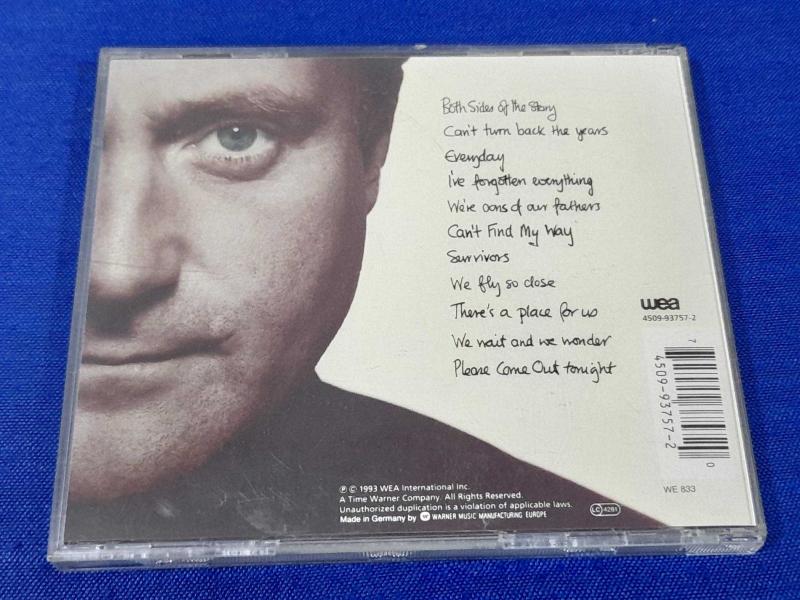 Both Sides of the Story
Can't turn back the years
Everyday
I've forgotten everything
We're sons of our fathers
Can't Find My Way
Survivors
We fly so close
There's a place for us
We wait and we wonder
Please Come Out tonight
wea
4509-93757-2
7
4509-93757-2
0
WE 833
℗ © 1993 WEA International Inc.
A Time Warner Company. All Rights Reserved.
Unauthorized duplication is a violation of applicable laws.
Made in Germany by WARNER MUSIC MANUFACTURING EUROPE
LC 4281